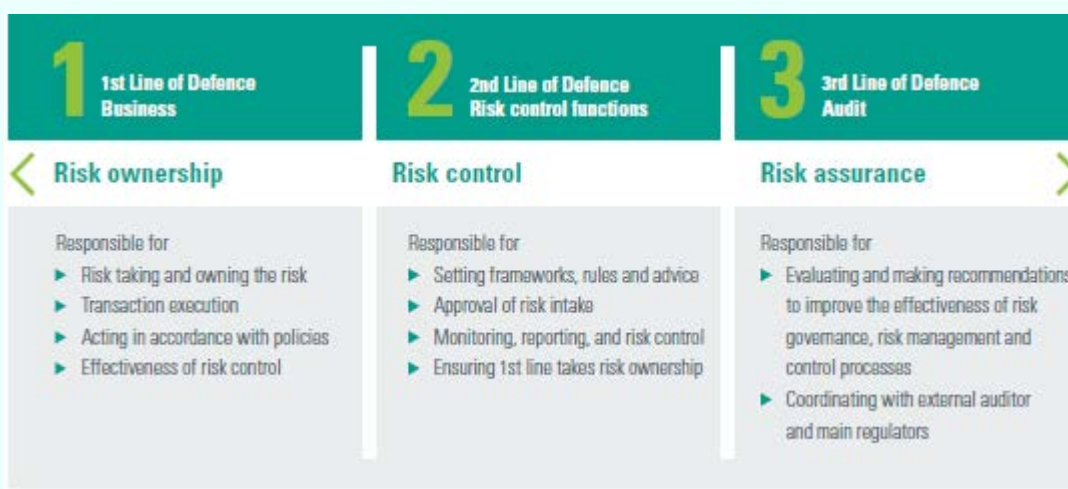 1
1st Line of Defence
Business
2
2nd Line of Defence
Risk control functions
3
3rd Line of Defence
Audit
Risk ownership
Risk control
Risk assurance
Responsible for
Risk taking and owning the risk
Transaction execution
Acting in accordance with policies
Effectiveness of risk control
Responsible for
Setting frameworks, rules and advice
Approval of risk intake
Monitoring, reporting, and risk control
Ensuring 1st line takes risk ownership
Responsible for
Evaluating and making recommendations
to improve the effectiveness of risk
governance, risk management and
control processes
Coordinating with external auditor
and main regulators